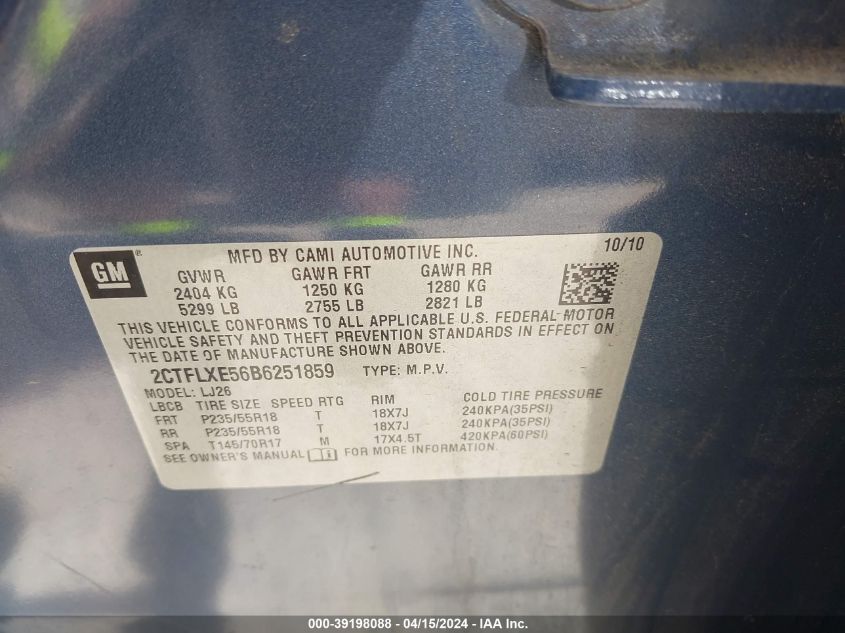 GM ® MFD BY CAMI AUTOMOTIVE INC. 10/10
GVWR GAWR FRT GAWR RR
2404 KG 1250 KG 1280 KG
5299 LB 2755 LB 2821 LB
THIS VEHICLE CONFORMS TO ALL APPLICABLE U.S. FEDERAL MOTOR
VEHICLE SAFETY AND THEFT PREVENTION STANDARDS IN EFFECT ON
THE DATE OF MANUFACTURE SHOWN ABOVE.
2CTFLXE56B6251859 TYPE: M.P.V.
MODEL: LJ26
LBCB TIRE SIZE SPEED RTG RIM COLD TIRE PRESSURE
FRT P235/55R18 T 18X7J 240KPA(35PSI)
RR P235/55R18 T 18X7J 240KPA(35PSI)
SPA T145/70R17 M 17X4.5T 420KPA(60PSI)
SEE OWNER'S MANUAL FOR MORE INFORMATION.
000-39198088 - 04/15/2024 - IAA Inc.